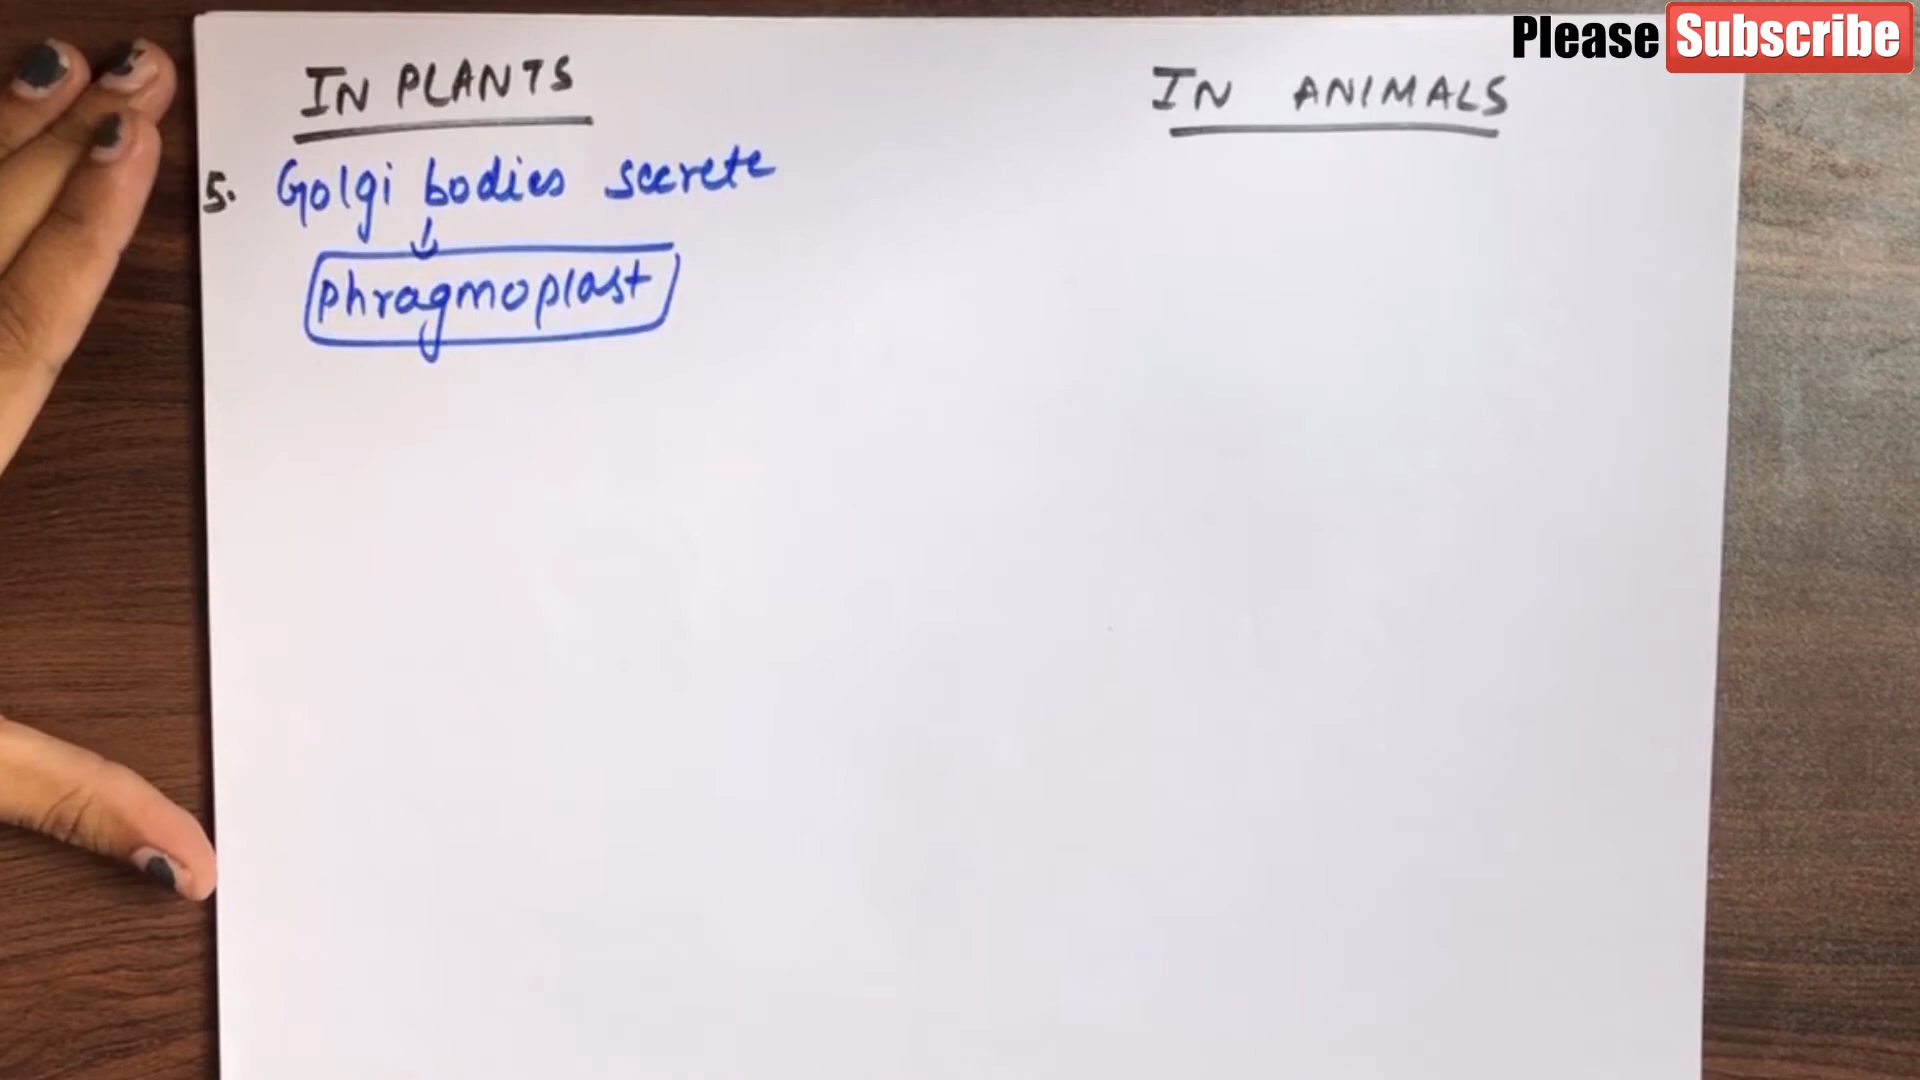 Please Subscribe
IN PLANTS
IN ANIMALS
5. Golgi bodies secrete
phragmoplast